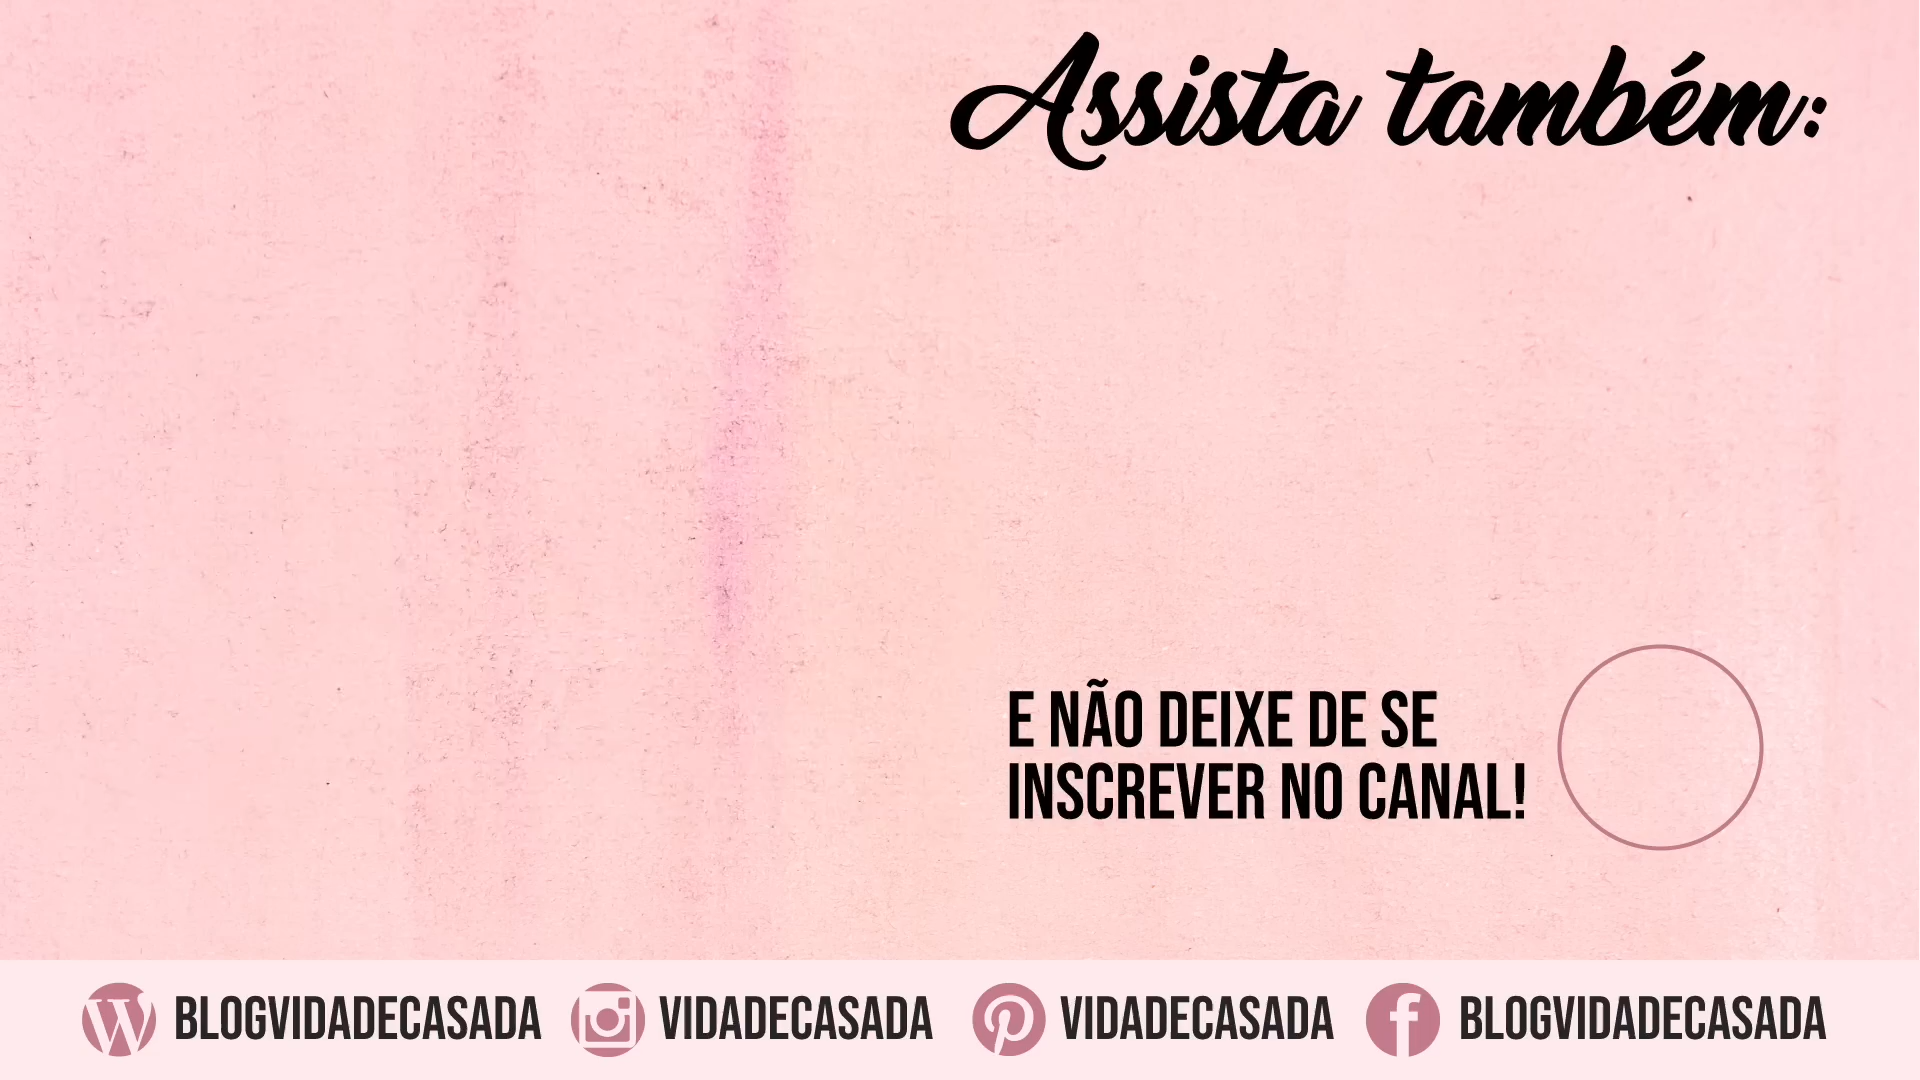 Assista também:
E NÃO DEIXE DE SE
INSCREVER NO CANAL!
BLOGVIDADECASADA VIDADECASADA VIDADECASADA BLOGVIDADECASADA